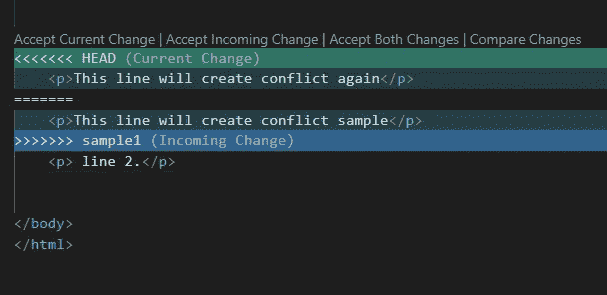 Accept Current Change | Accept Incoming Change | Accept Both Changes | Compare Changes
<<<<<<< HEAD (Current Change)
    <p>This line will create conflict again</p>
=======
    <p>This line will create conflict sample</p>
>>>>>>> sample1 (Incoming Change)
    <p> line 2.</p>
</body>
</html>